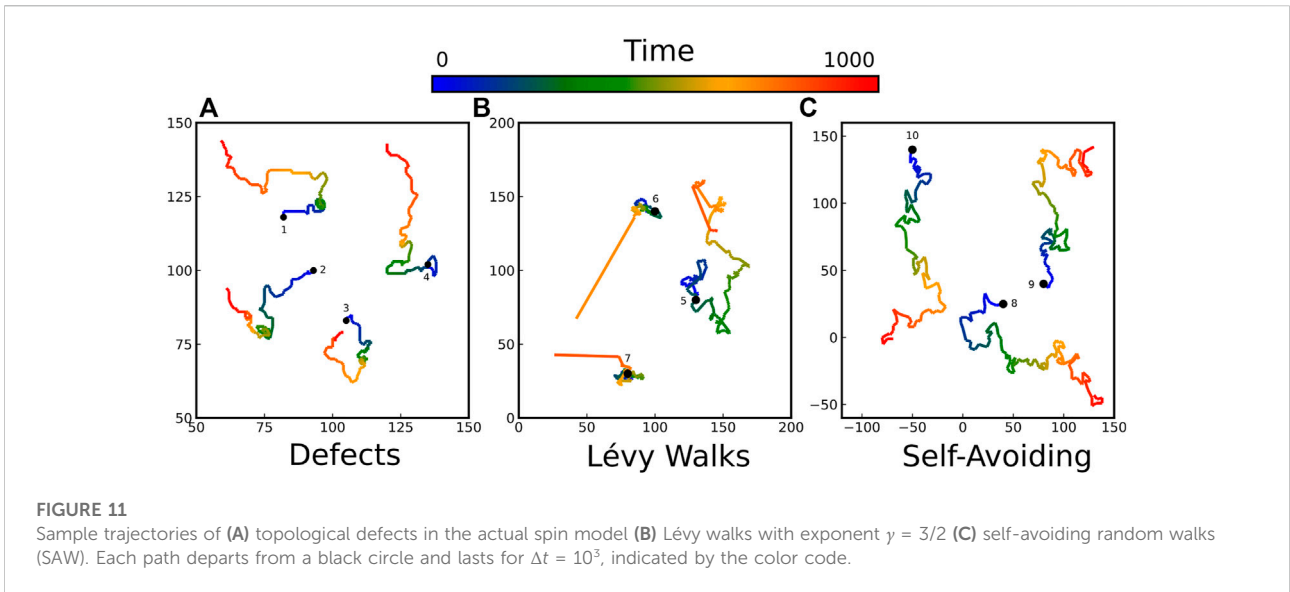 Time
0 1000
A B C
150
125
100
75
50
50 75 100 125 150
1
2
3
4
Defects
200
150
100
50
0
0 50 100 150 200
6
5
7
Lévy Walks
150
100
50
0
−50
−100 −50 0 50 100 150
10
9
8
Self-Avoiding
FIGURE 11
Sample trajectories of (A) topological defects in the actual spin model (B) Lévy walks with exponent γ = 3/2 (C) self-avoiding random walks
(SAW). Each path departs from a black circle and lasts for Δt = 10³, indicated by the color code.